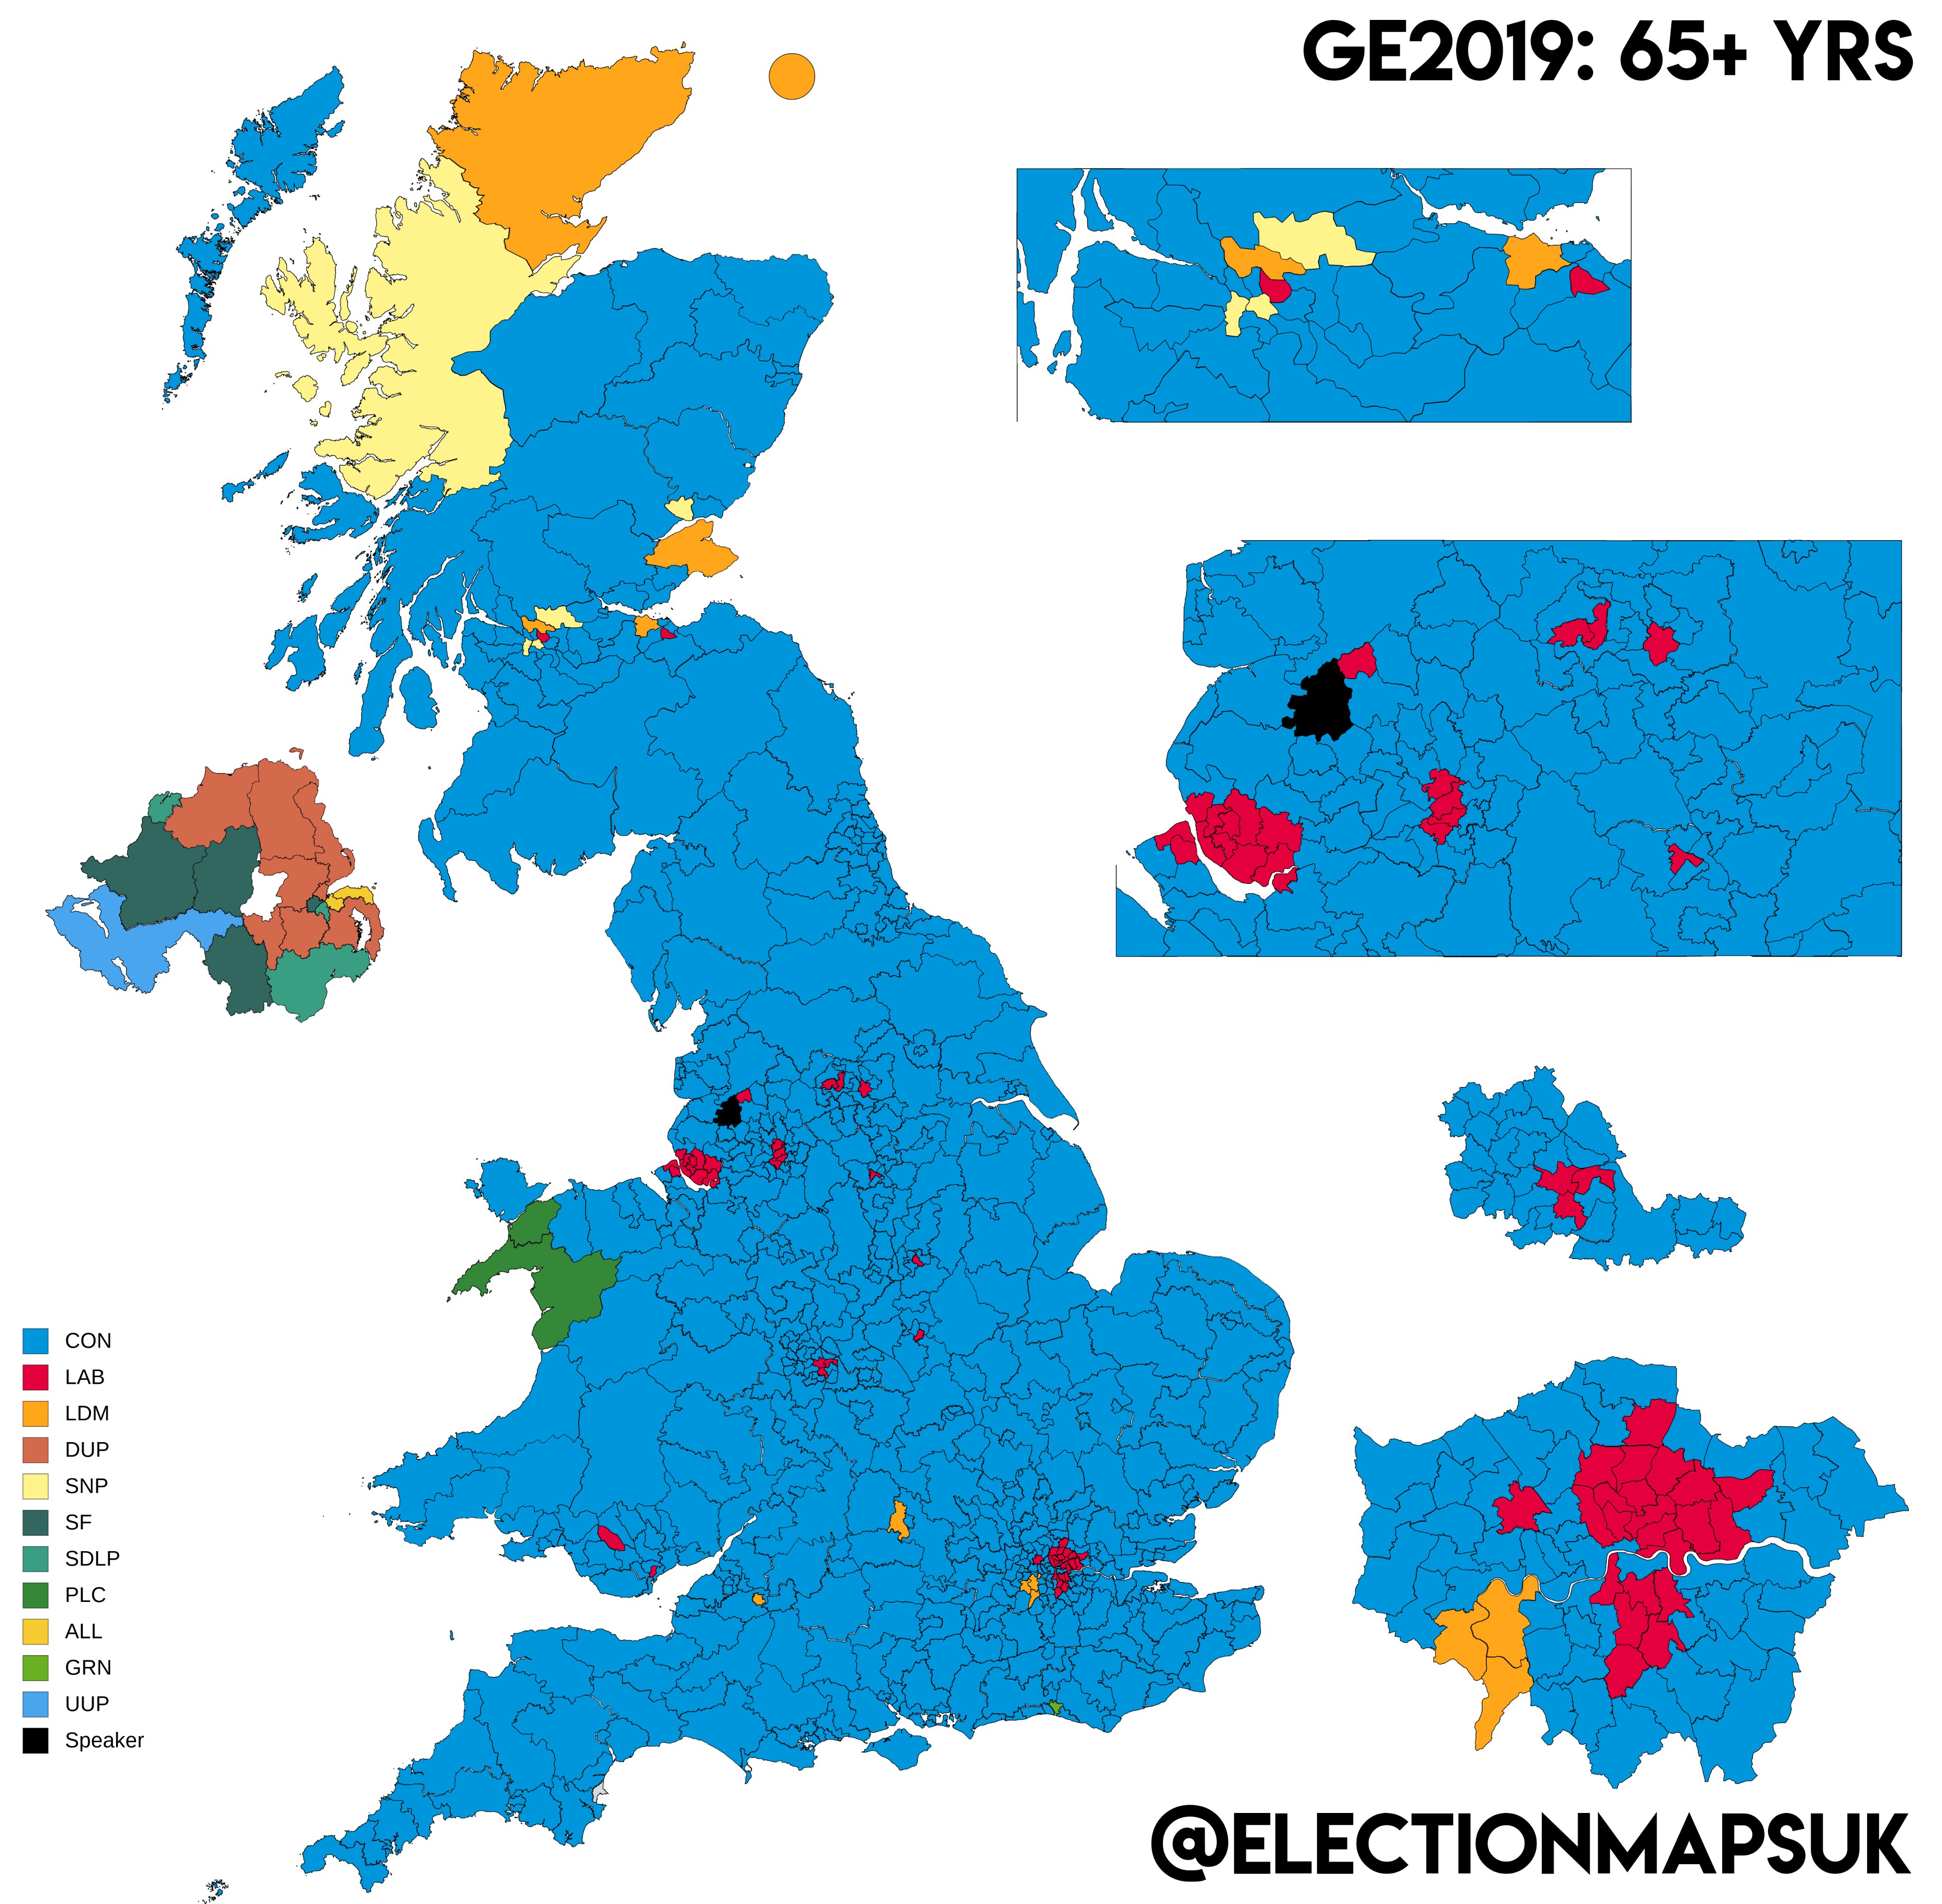 GE2019: 65+ YRS
CON
LAB
LDM
DUP
SNP
SF
SDLP
PLC
ALL
GRN
UUP
Speaker
@ELECTIONMAPSUK